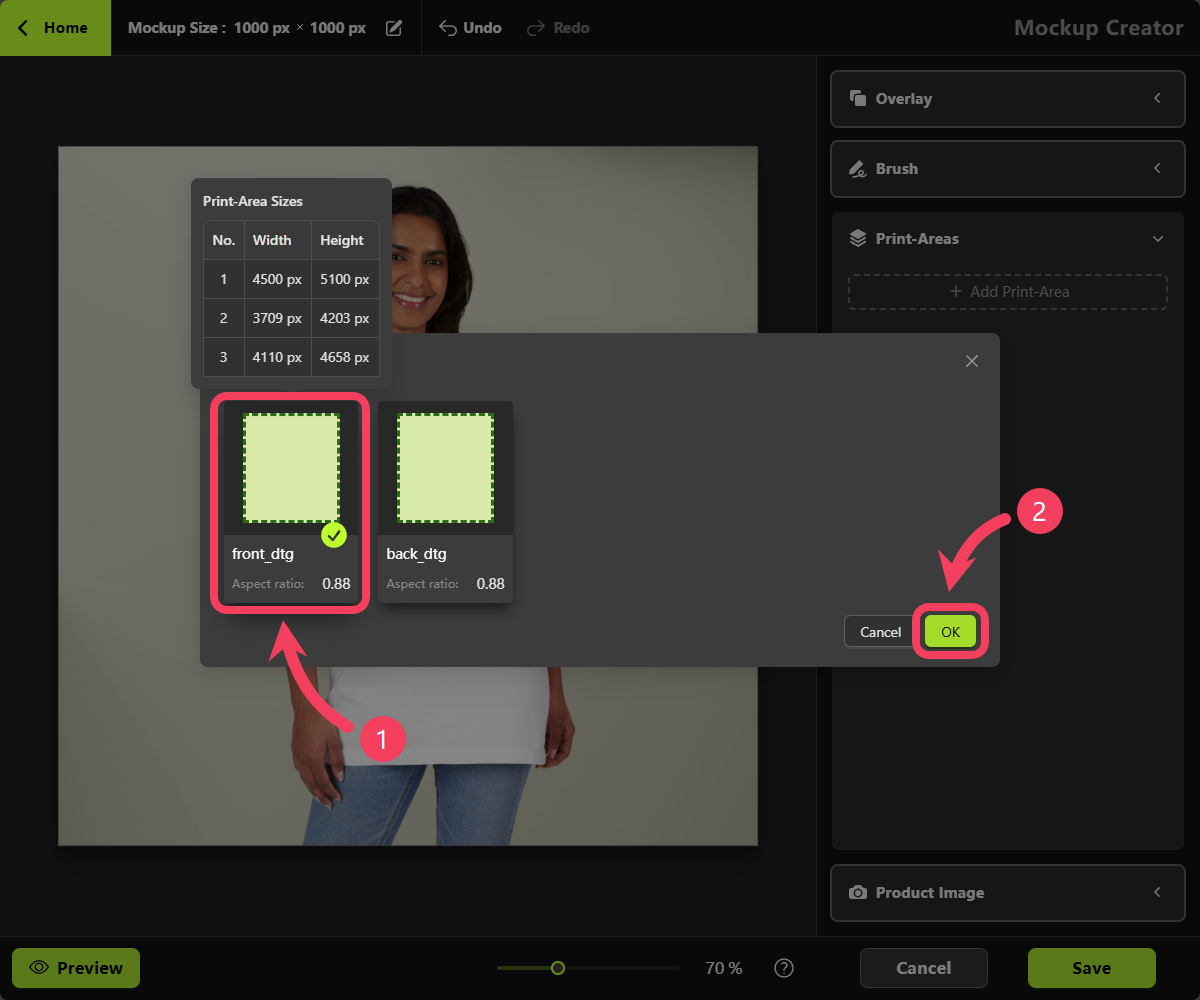 Home
Mockup Size : 1000 px × 1000 px
Undo
Redo
Mockup Creator
Overlay
Brush
Print-Areas
+ Add Print-Area
Print-Area Sizes
No. Width Height
1 4500 px 5100 px
2 3709 px 4203 px
3 4110 px 4658 px
front_dtg
Aspect ratio: 0.88
back_dtg
Aspect ratio: 0.88
2
Cancel
OK
1
Product Image
Preview
70 %
?
Cancel
Save